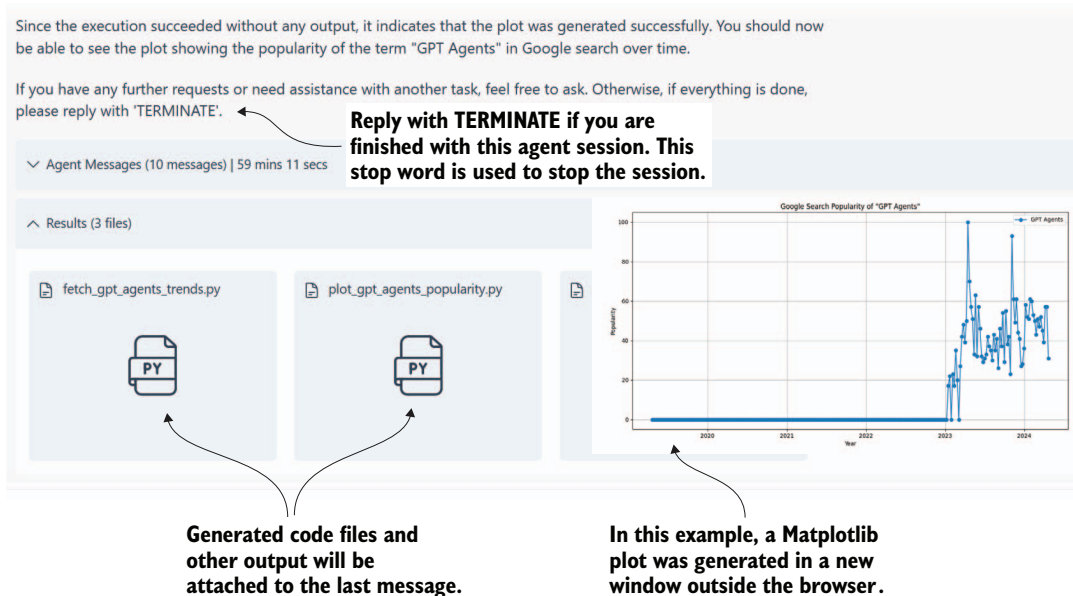 Since the execution succeeded without any output, it indicates that the plot was generated successfully. You should now
be able to see the plot showing the popularity of the term "GPT Agents" in Google search over time.
If you have any further requests or need assistance with another task, feel free to ask. Otherwise, if everything is done,
please reply with 'TERMINATE'.
Reply with TERMINATE if you are
finished with this agent session. This
stop word is used to stop the session.
Agent Messages (10 messages) | 59 mins 11 secs
Results (3 files)
fetch_gpt_agents_trends.py
PY
plot_gpt_agents_popularity.py
PY
Google Search Popularity of "GPT Agents"
GPT Agents
100
80
60
40
20
0
Popularity
2020 2021 2022 2023 2024
Year
Generated code files and
other output will be
attached to the last message.
In this example, a Matplotlib
plot was generated in a new
window outside the browser.